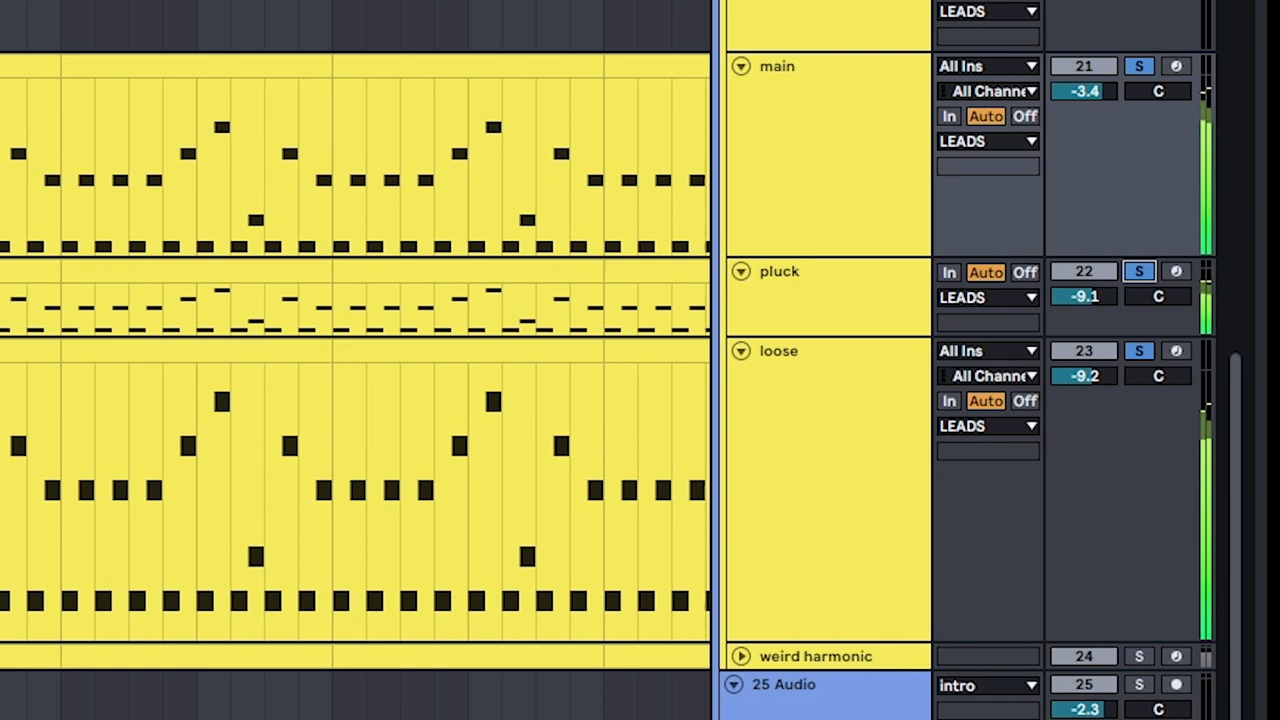 LEADS
main All Ins 21 S
All Channe -3.4 C
In Auto Off
LEADS
pluck In Auto Off 22 S
LEADS -9.1 C
loose All Ins 23 S
All Channe -9.2 C
In Auto Off
LEADS
weird harmonic 24 S
25 Audio intro 25 S
-2.3 C